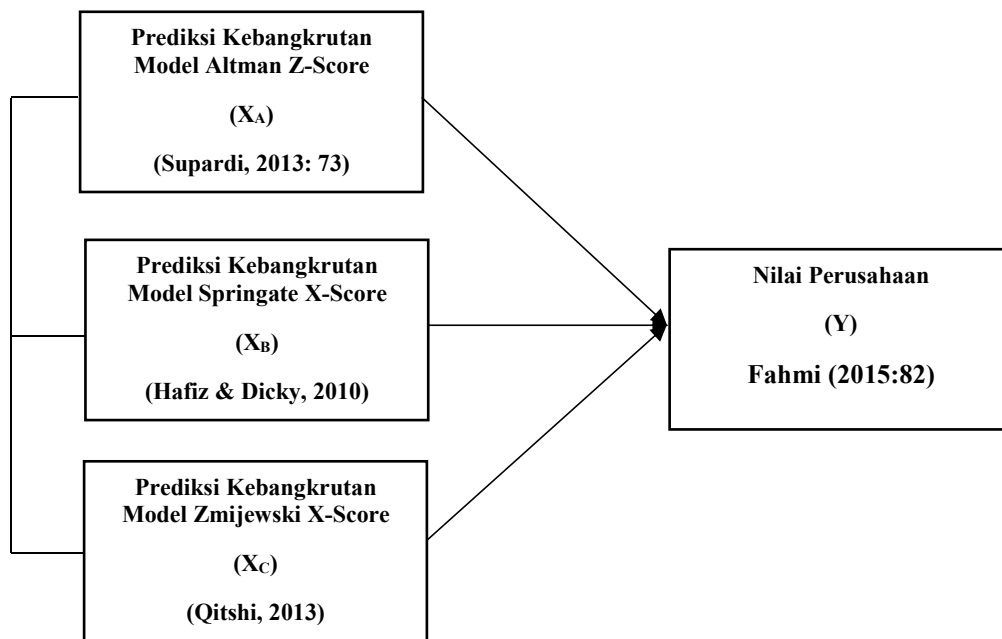 Prediksi Kebangkrutan
Model Altman Z-Score
(XA)
(Supardi, 2013: 73)
Prediksi Kebangkrutan
Model Springate X-Score
(XB)
(Hafiz & Dicky, 2010)
Prediksi Kebangkrutan
Model Zmijewski X-Score
(XC)
(Qitshi, 2013)
Nilai Perusahaan
(Y)
Fahmi (2015:82)